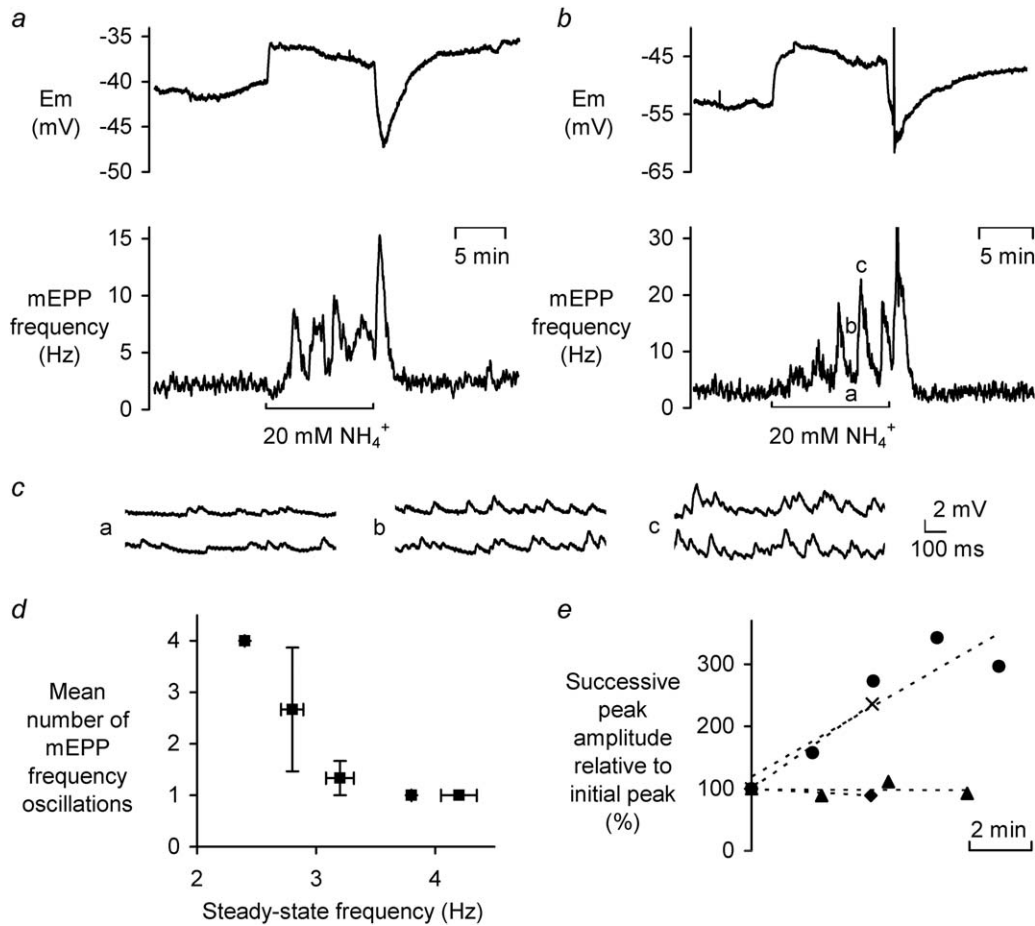 a
-35
-40
-45
-50
Em
(mV)
15
10
5
0
mEPP
frequency
(Hz)
5 min
20 mM NH₄⁺
b
-45
-55
-65
Em
(mV)
30
20
10
0
mEPP
frequency
(Hz)
c
b
a
5 min
20 mM NH₄⁺
c
a
b
c
2 mV
100 ms
d
4
3
2
1
0
Mean
number of
mEPP
frequency
oscillations
2
3
4
Steady-state frequency (Hz)
e
300
200
100
0
Successive
peak
amplitude
relative to
initial peak
(%)
2 min